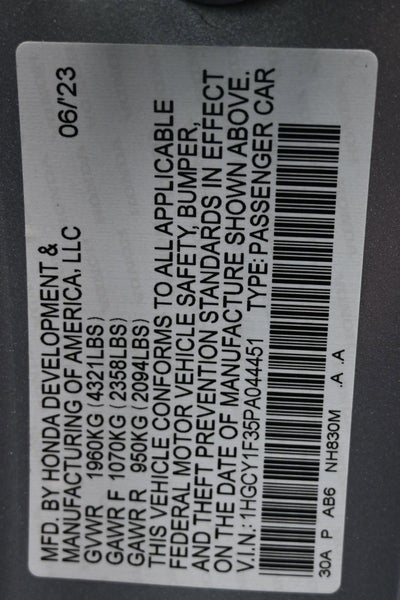 MFD. BY HONDA DEVELOPMENT & 06/'23
MANUFACTURING OF AMERICA, LLC
GVWR 1960KG (4321LBS)
GAWR F 1070KG (2358LBS)
GAWR R 950KG (2094LBS)
THIS VEHICLE CONFORMS TO ALL APPLICABLE
FEDERAL MOTOR VEHICLE SAFETY, BUMPER,
AND THEFT PREVENTION STANDARDS IN EFFECT
ON THE DATE OF MANUFACTURE SHOWN ABOVE.
V.I.N.: 1HGCY1F35PA044451 TYPE: PASSENGER CAR
30A P AB6 NH830M .A .A